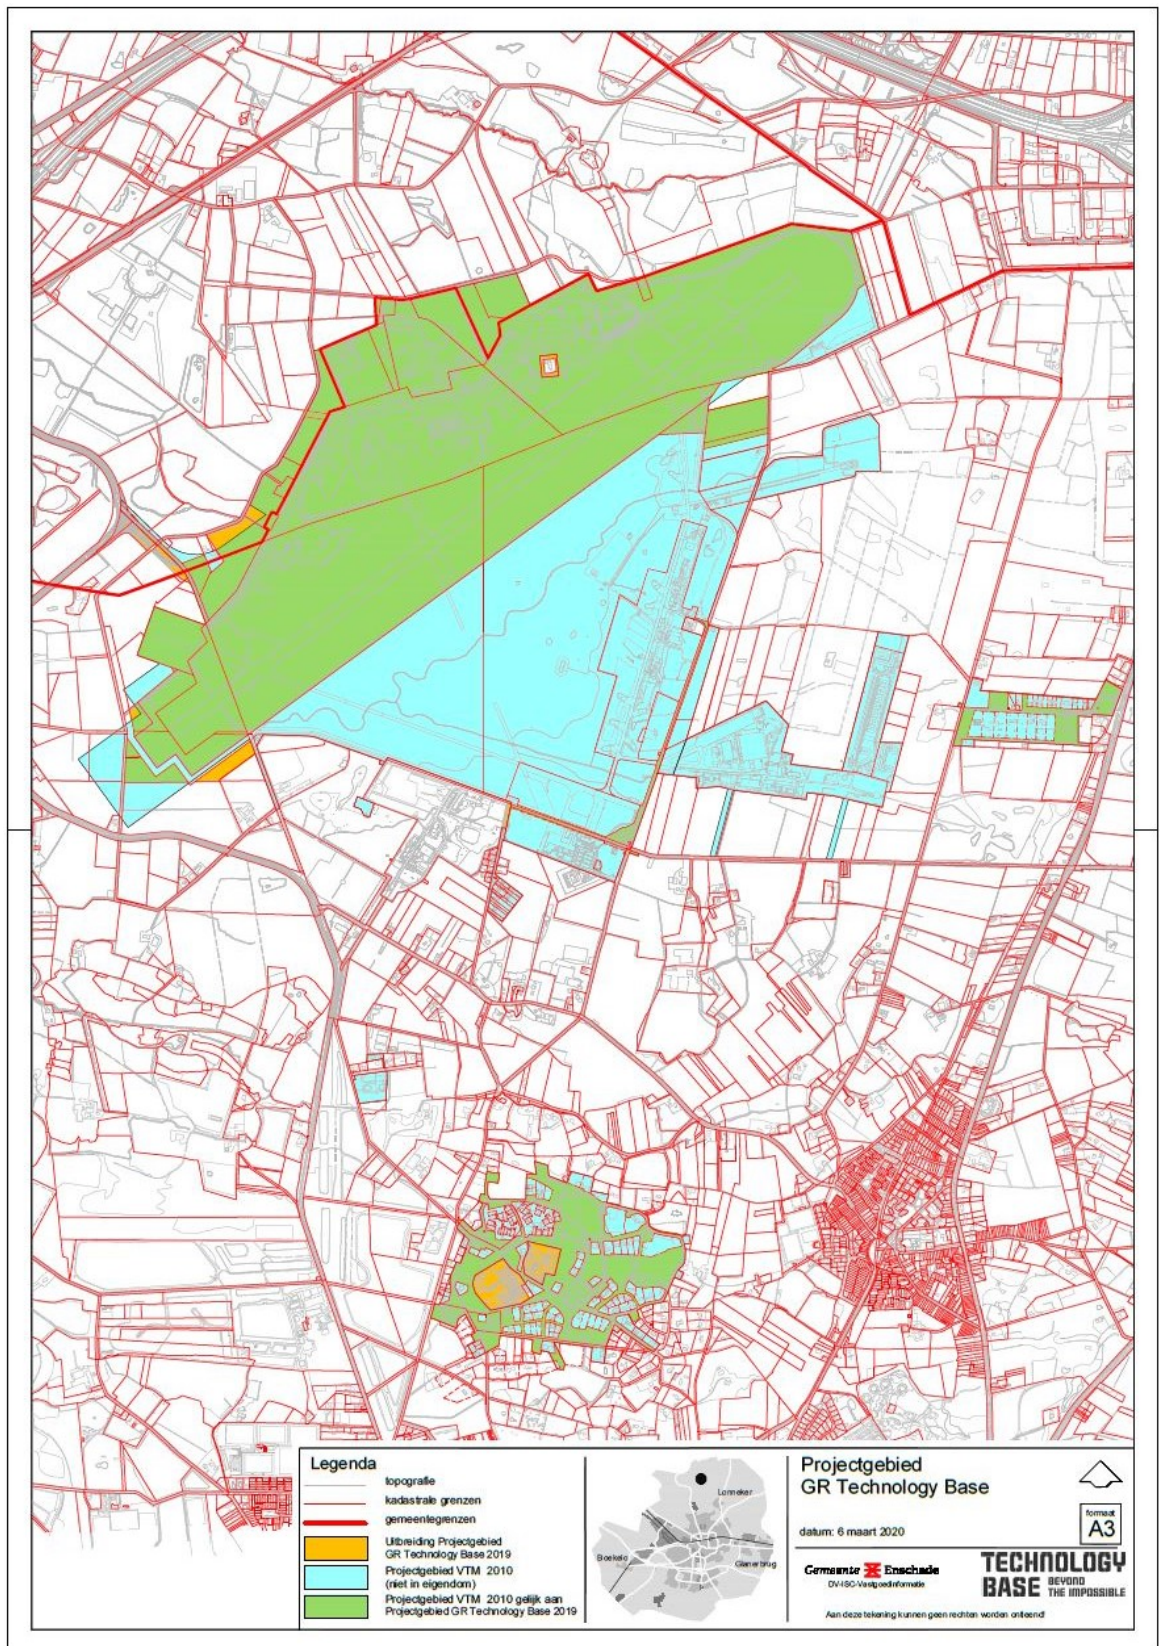 Legenda
topografie
kadastrale grenzen
gemeentegrenzen
Uitbreiding Projectgebied
GR Technology Base 2019
Projectgebied VTM 2010
(niet in eigendom)
Projectgebied VTM 2010 gelijk aan
Projectgebied GR Technology Base 2019
Lonneker
Boekelo
Glanerbrug
Projectgebied
GR Technology Base
datum: 6 maart 2020
formaat
A3
Gemeente Enschede
DV-ISC-Vastgoedinformatie
TECHNOLOGY
BASE BEYOND
THE IMPOSSIBLE
Aan deze tekening kunnen geen rechten worden ontleend!